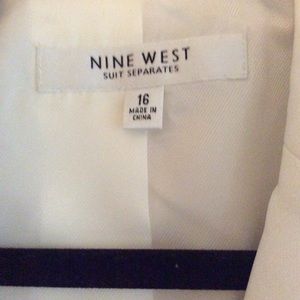 NINE WEST
SUIT SEPARATES
16
MADE IN
CHINA